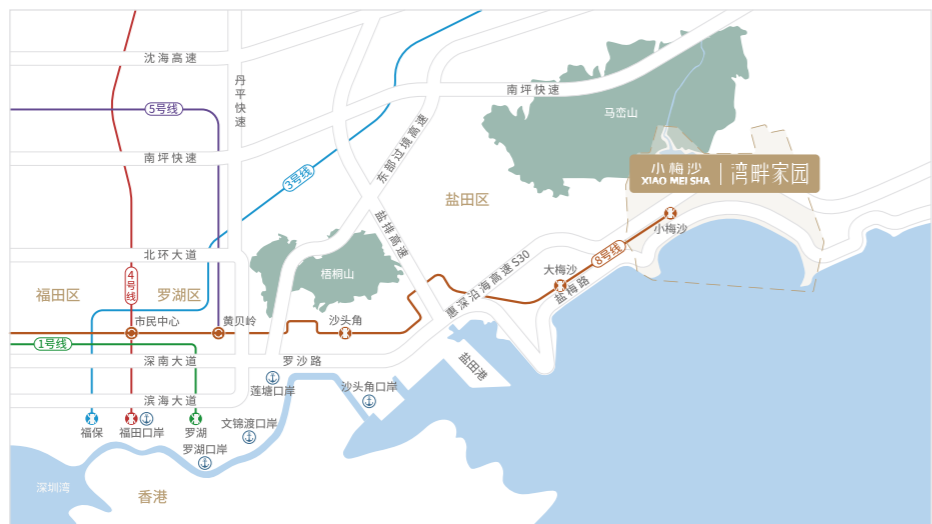 沈海高速
丹平快速
5号线
南坪快速
马峦山
南坪快速
东部过境高速
3号线
小梅沙
XIAO MEI SHA
湾畔家园
盐田区
盐排高速
小梅沙
北环大道
8号线
惠深沿海高速S30
大梅沙
4号线
梧桐山
盐梅路
福田区
罗湖区
市民中心
黄贝岭
沙头角
1号线
深南大道
罗沙路
盐田港
莲塘口岸
沙头角口岸
滨海大道
福保
福田口岸
罗湖
文锦渡口岸
罗湖口岸
深圳湾
香港